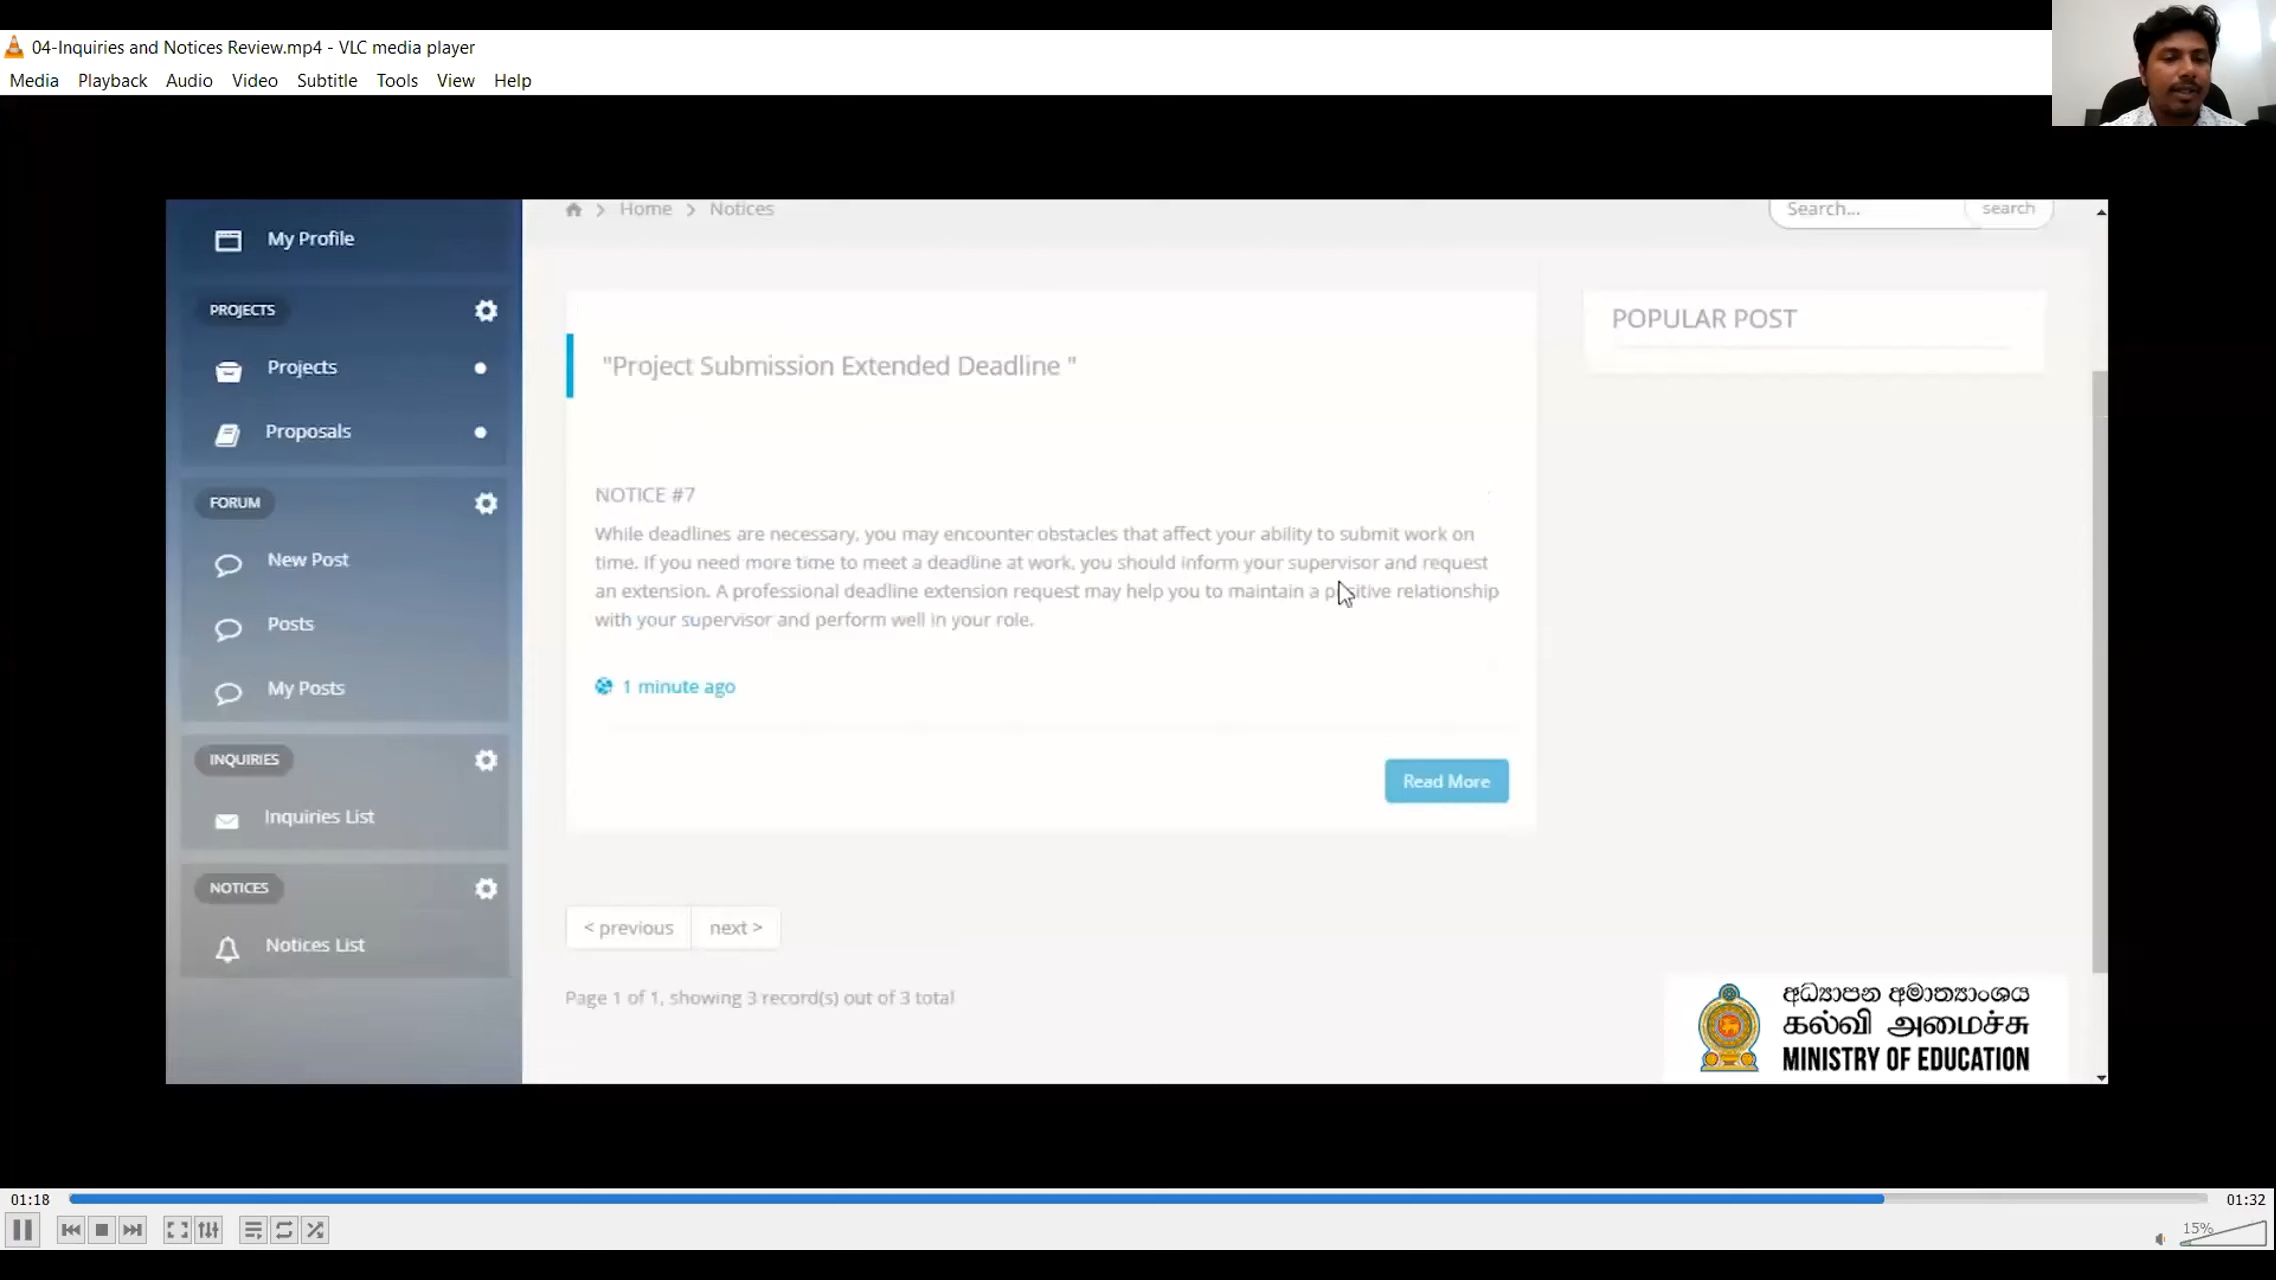 04-Inquiries and Notices Review.mp4 - VLC media player
Media Playback Audio Video Subtitle Tools View Help
Home Notices
Search...
search
My Profile
PROJECTS
Projects
Proposals
FORUM
New Post
Posts
My Posts
INQUIRIES
Inquiries List
NOTICES
Notices List
"Project Submission Extended Deadline "
NOTICE #7
While deadlines are necessary, you may encounter obstacles that affect your ability to submit work on
time. If you need more time to meet a deadline at work, you should inform your supervisor and request
an extension. A professional deadline extension request may help you to maintain a positive relationship
with your supervisor and perform well in your role.
1 minute ago
Read More
< previous next >
Page 1 of 1, showing 3 record(s) out of 3 total
POPULAR POST
අධ්‍යාපන අමාත්‍යාංශය
கல்வி அமைச்சு
MINISTRY OF EDUCATION
01:18
01:32
15%